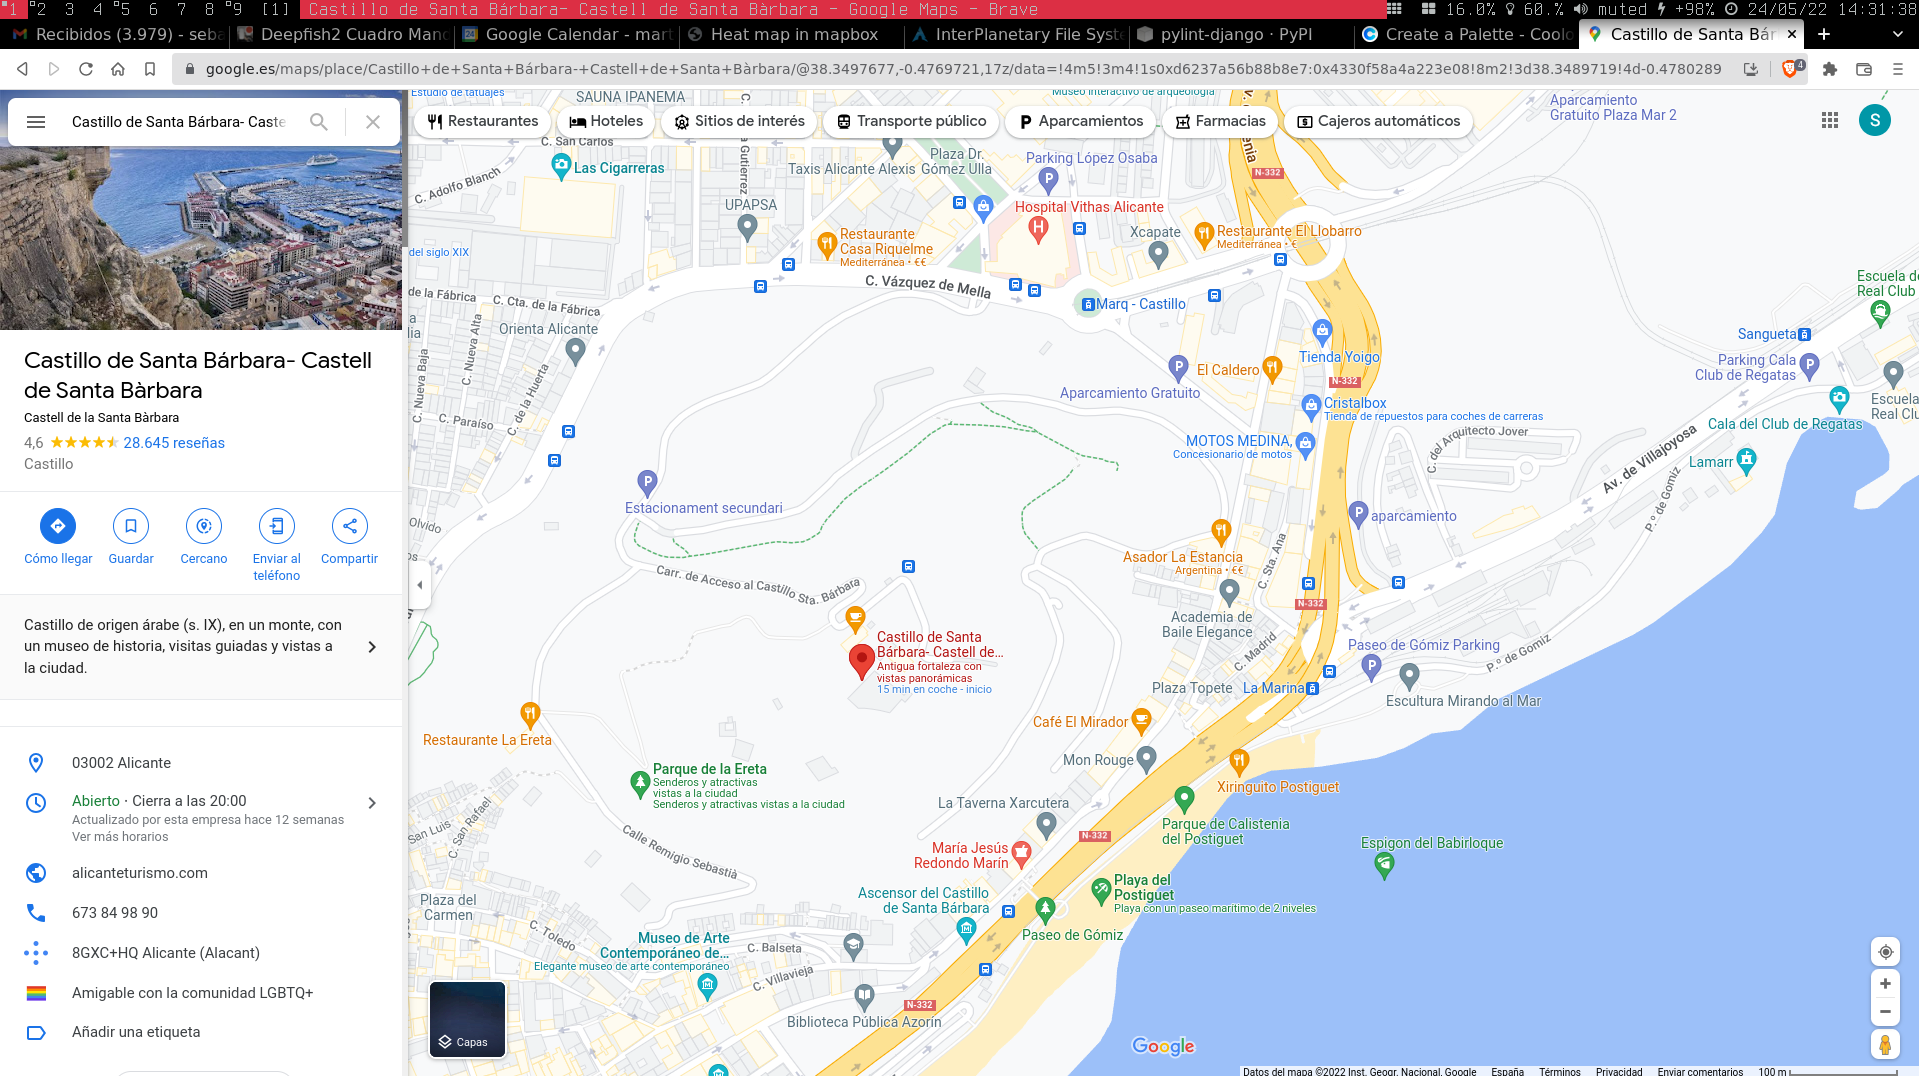 1 2 3 4 5 6 7 8 9 [1] Castillo de Santa Bárbara- Castell de Santa Bàrbara - Google Maps - Brave
16.0% 60.% muted +98% 24/05/22 14:31:38
Recibidos (3.979) - seba
Deepfish2 Cuadro Manc
Google Calendar - mart
Heat map in mapbox
InterPlanetary File Syste
pylint-django · PyPI
Create a Palette - Coolo
Castillo de Santa Bár
google.es/maps/place/Castillo+de+Santa+Bárbara-+Castell+de+Santa+Bàrbara/@38.3497677,-0.4769721,17z/data=!4m5!3m4!1s0xd6237a56b88b8e7:0x4330f58a4a223e08!8m2!3d38.3489719!4d-0.4780289
4
Castillo de Santa Bárbara- Caste
Restaurantes
Hoteles
Sitios de interés
Transporte público
Aparcamientos
Farmacias
Cajeros automáticos
S
Castillo de Santa Bárbara- Castell
de Santa Bàrbara
Castell de la Santa Bàrbara
4,6 28.645 reseñas
Castillo
Cómo llegar
Guardar
Cercano
Enviar al
teléfono
Compartir
Castillo de origen árabe (s. IX), en un monte, con
un museo de historia, visitas guiadas y vistas a
la ciudad.
03002 Alicante
Abierto · Cierra a las 20:00
Actualizado por esta empresa hace 12 semanas
Ver más horarios
alicanteturismo.com
673 84 98 90
8GXC+HQ Alicante (Alacant)
Amigable con la comunidad LGBTQ+
Añadir una etiqueta
Estudio de tatuajes
SAUNA IPANEMA
Museo interactivo de arqueología
Aparcamiento
Gratuito Plaza Mar 2
C. San Carlos
Las Cigarreras
C. Adolfo Blanch
Gutiérrez
Taxis Alicante Alexis
Plaza Dr.
Gómez Ulla
Parking López Osaba
N-332
UPAPSA
Hospital Vithas Alicante
Restaurante
Casa Riquelme
Mediterránea • €€
Xcapate
Restaurante El Llobarro
Mediterránea • €
del siglo XIX
C. Vázquez de Mella
de la Fábrica
C. Cta. de la Fábrica
Marq - Castillo
Escuela de
Real Club
Orienta Alicante
C. Nueva Alta
C. Nueva Baja
C. de la Huerta
C. Paraíso
Sangueta
Tienda Yoigo
El Caldero
Aparcamiento Gratuito
N-332
Parking Cala
Club de Regatas
Cristalbox
Tienda de repuestos para coches de carreras
Escuela
Real Clu
Cala del Club de Regatas
MOTOS MEDINA,
Concesionario de motos
C. del Arquitecto Jover
Av. de Villajoyosa
Lamarr
P.º de Gomiz
Estacionament secundari
Olvido
aparcamiento
Asador La Estancia
Argentina • €€
C. Sta. Ana
Carr. de Acceso al Castillo Sta. Bárbara
N-332
Academia de
Baile Elegance
C. Madrid
Castillo de Santa
Bárbara- Castell de...
Antigua fortaleza con
vistas panorámicas
15 min en coche - inicio
Paseo de Gómiz Parking
P.º de Gomiz
Plaza Topete
La Marina
Escultura Mirando al Mar
Restaurante La Ereta
Café El Mirador
Mon Rouge
Parque de la Ereta
Senderos y atractivas
vistas a la ciudad
Senderos y atractivas vistas a la ciudad
Xiringuito Postiguet
La Taverna Xarcutera
San Luis
C. San Rafael
Calle Remigio Sebastiá
N-332
Parque de Calistenia
del Postiguet
Espigon del Babirloque
María Jesús
Redondo Marín
Playa del
Postiguet
Playa con un paseo marítimo de 2 niveles
Plaza del
Carmen
Ascensor del Castillo
de Santa Bárbara
Paseo de Gómiz
C. Toledo
Museo de Arte
Contemporáneo de...
Elegante museo de arte contemporáneo
C. Balseta
C. Villavieja
N-332
Biblioteca Pública Azorín
Capas
Google
Datos del mapa ©2022 Inst. Geogr. Nacional, Google España Términos Privacidad Enviar comentarios 100 m